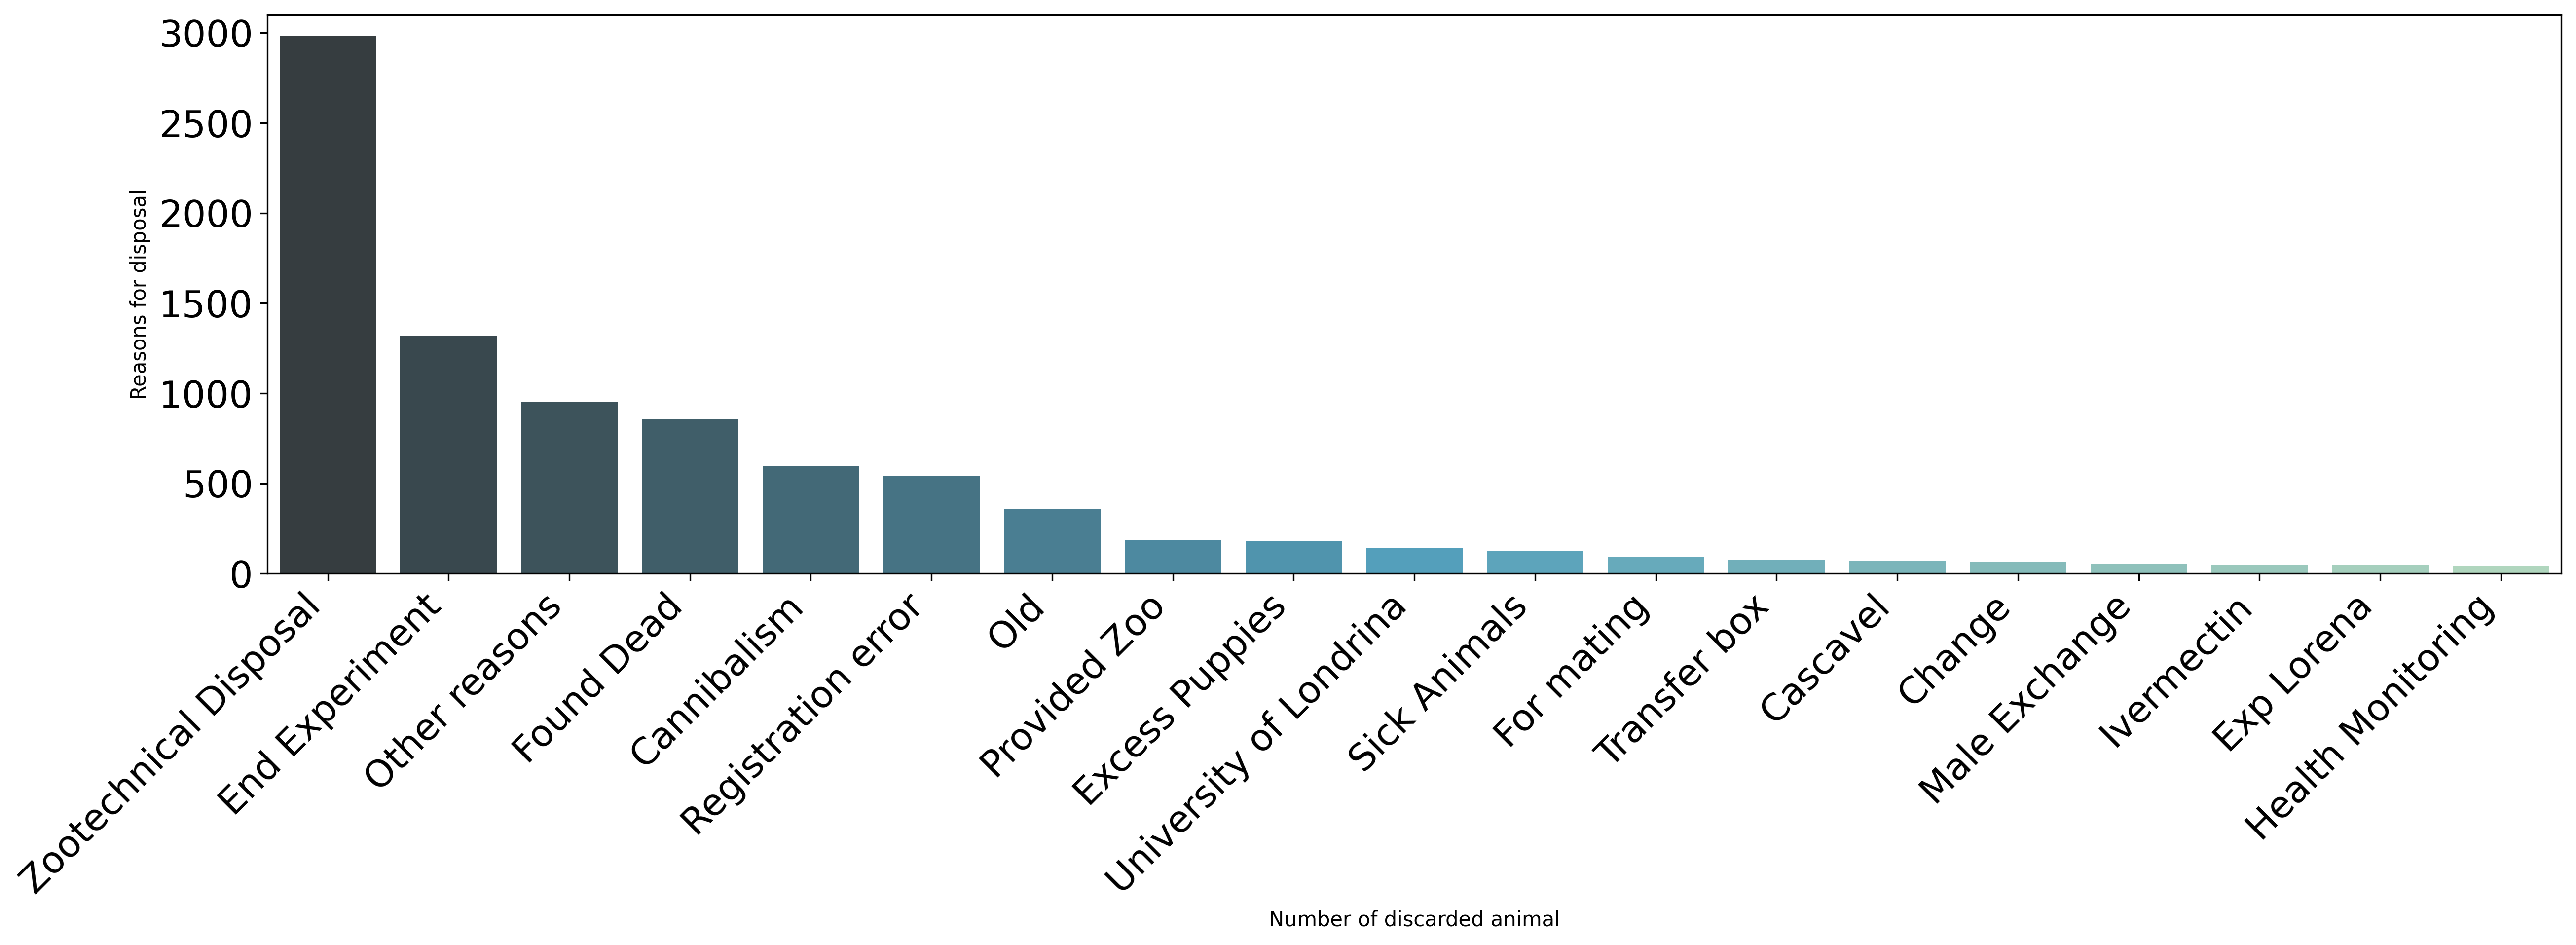 3000
2500
2000
1500
1000
500
0
Reasons for disposal
Zootechnical Disposal
End Experiment
Other reasons
Found Dead
Cannibalism
Registration error
Old
Provided Zoo
Excess Puppies
University of Londrina
Sick Animals
For mating
Transfer box
Cascavel
Change
Male Exchange
Ivermectin
Exp Lorena
Health Monitoring
Number of discarded animal